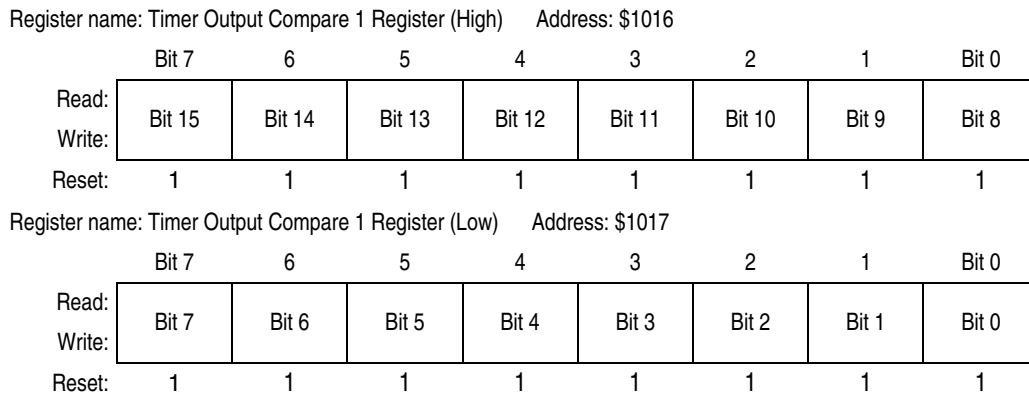 Register name: Timer Output Compare 1 Register (High) Address: $1016
Bit 7 6 5 4 3 2 1 Bit 0
Read:
Write:
Bit 15 Bit 14 Bit 13 Bit 12 Bit 11 Bit 10 Bit 9 Bit 8
Reset: 1 1 1 1 1 1 1 1
Register name: Timer Output Compare 1 Register (Low) Address: $1017
Bit 7 6 5 4 3 2 1 Bit 0
Read:
Write:
Bit 7 Bit 6 Bit 5 Bit 4 Bit 3 Bit 2 Bit 1 Bit 0
Reset: 1 1 1 1 1 1 1 1